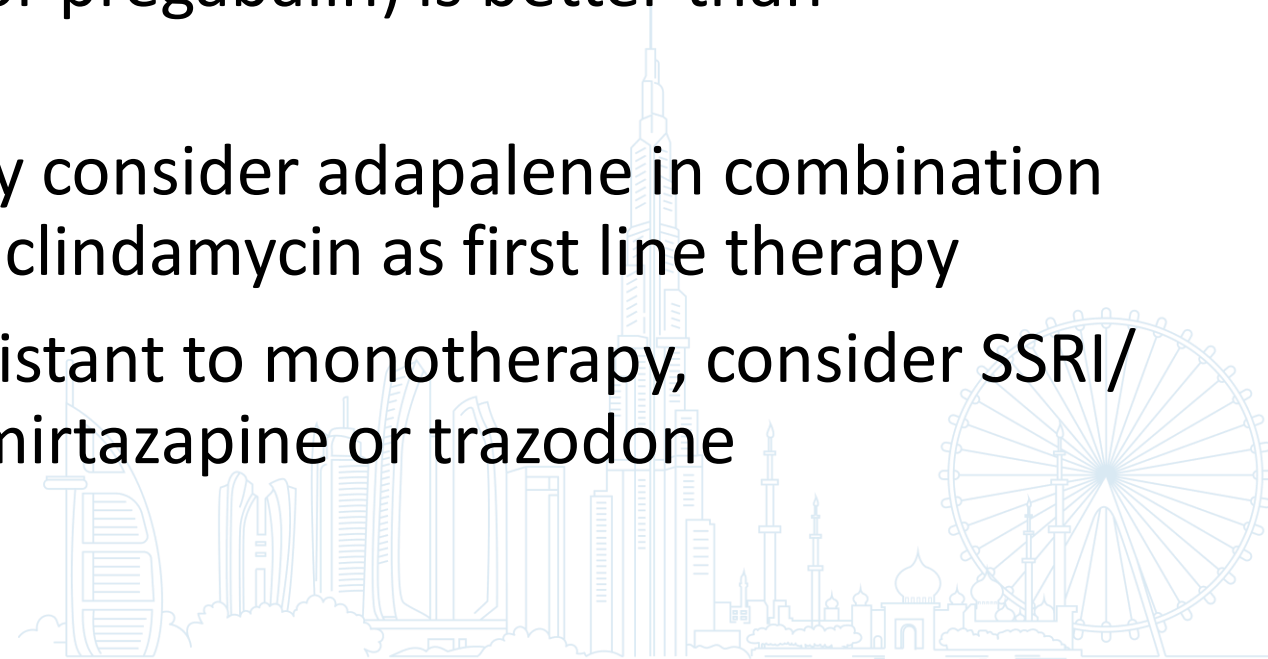 or pregabalin) is better than
y consider adapalene in combination
clindamycin as first line therapy
istant to monotherapy, consider SSRI/
mirtazapine or trazodone